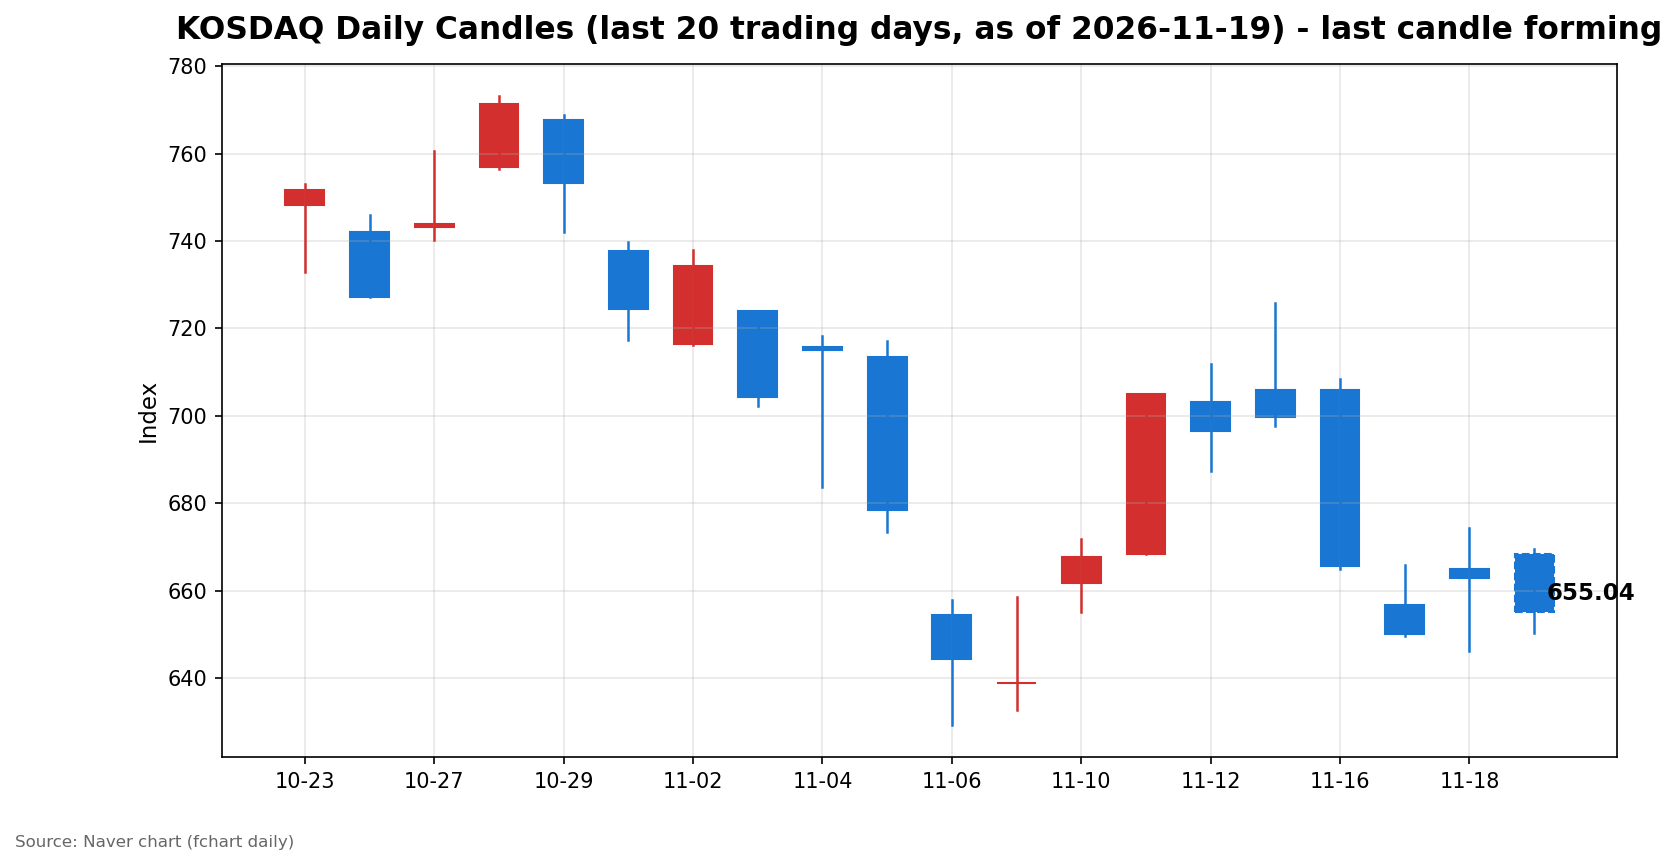 KOSDAQ Daily Candles (last 20 trading days, as of 2026-11-19) - last candle forming
780
760
740
720
700
680
660
640
Index
655.04
10-23 10-27 10-29 11-02 11-04 11-06 11-10 11-12 11-16 11-18
Source: Naver chart (fchart daily)